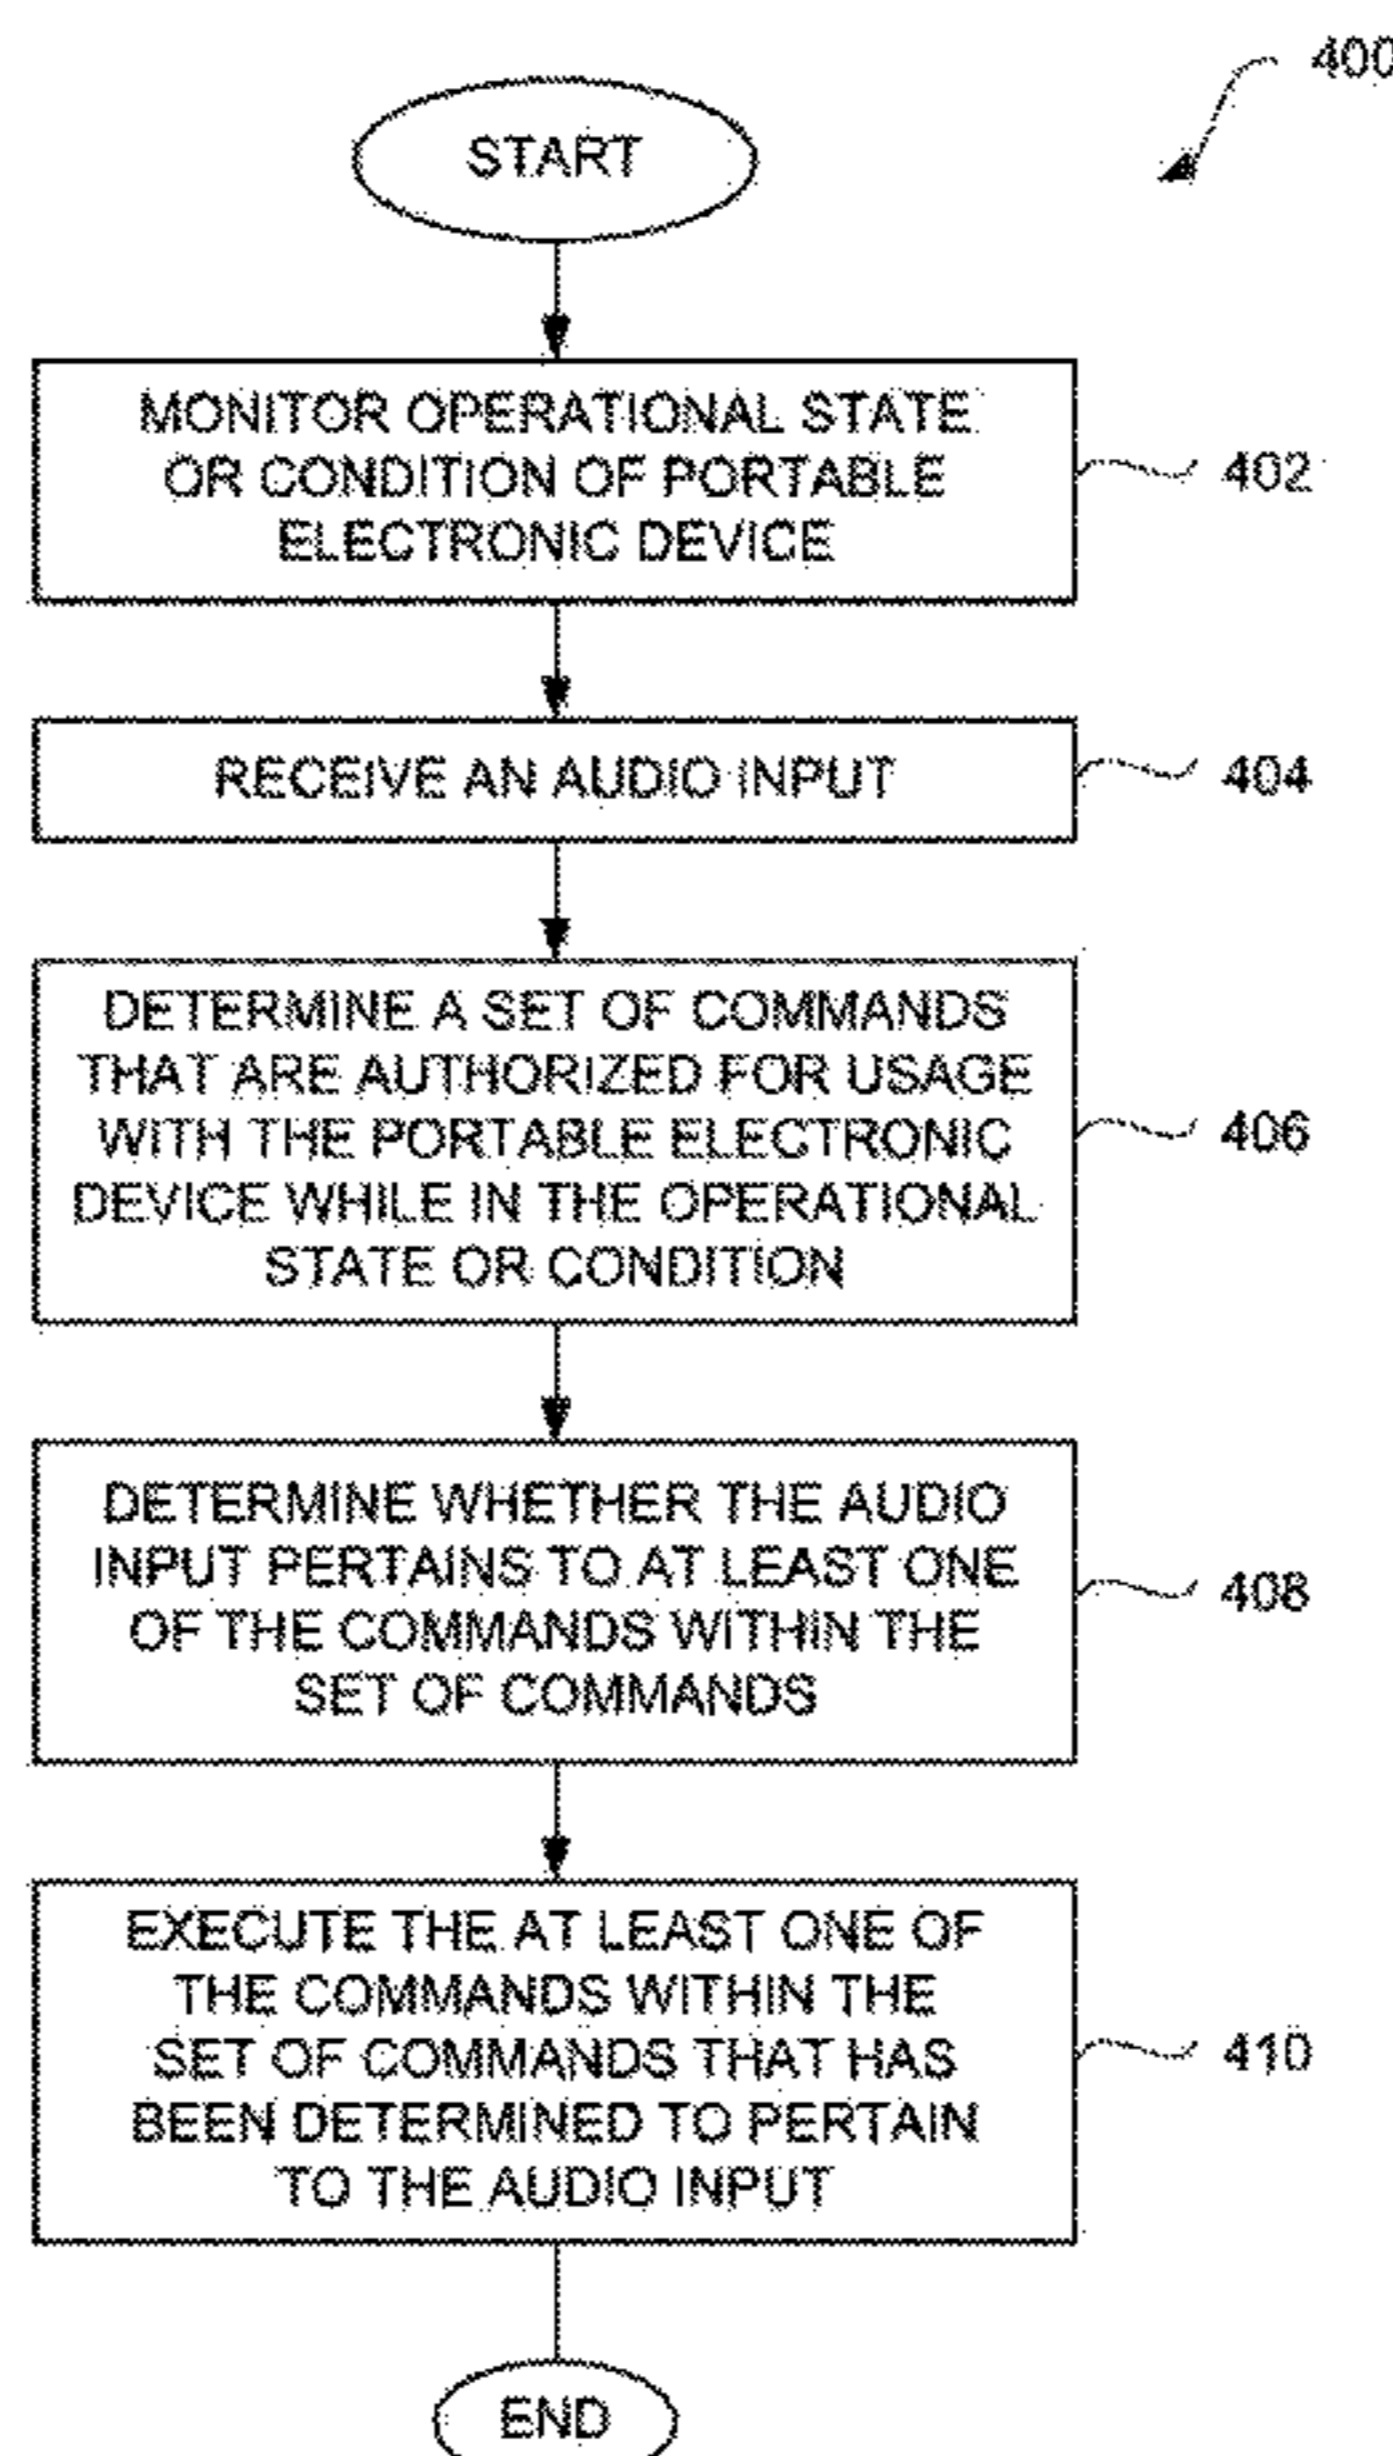 400
START
MONITOR OPERATIONAL STATE
OR CONDITION OF PORTABLE
ELECTRONIC DEVICE
402
RECEIVE AN AUDIO INPUT
404
DETERMINE A SET OF COMMANDS
THAT ARE AUTHORIZED FOR USAGE
WITH THE PORTABLE ELECTRONIC
DEVICE WHILE IN THE OPERATIONAL
STATE OR CONDITION
406
DETERMINE WHETHER THE AUDIO
INPUT PERTAINS TO AT LEAST ONE
OF THE COMMANDS WITHIN THE
SET OF COMMANDS
408
EXECUTE THE AT LEAST ONE OF
THE COMMANDS WITHIN THE
SET OF COMMANDS THAT HAS
BEEN DETERMINED TO PERTAIN
TO THE AUDIO INPUT
410
END